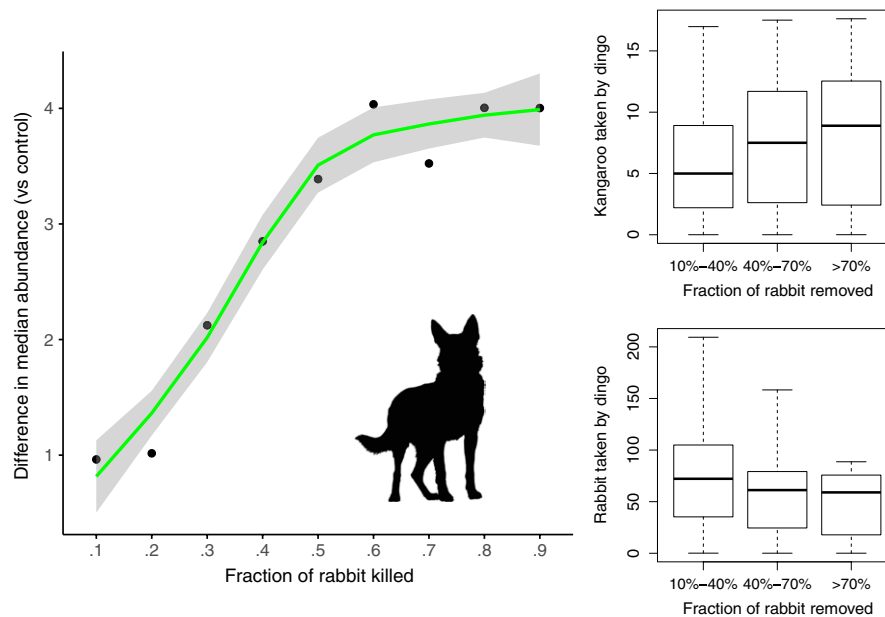 Difference in median abundance (vs control)
4
3
2
1
.1 .2 .3 .4 .5 .6 .7 .8 .9
Fraction of rabbit killed
Kangaroo taken by dingo
15
10
5
0
10%−40% 40%−70% >70%
Fraction of rabbit removed
Rabbit taken by dingo
200
150
100
50
0
10%−40% 40%−70% >70%
Fraction of rabbit removed